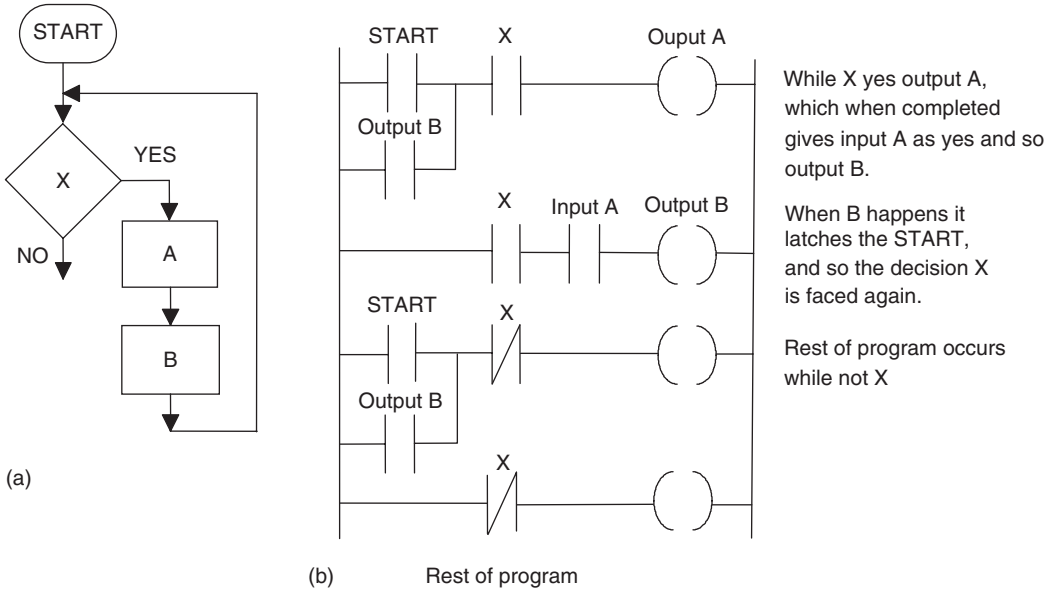 START
X
YES
NO
A
B
(a)
START X Ouput A
Output B
X Input A Output B
START X
Output B
X
(b) Rest of program
While X yes output A,
which when completed
gives input A as yes and so
output B.
When B happens it
latches the START,
and so the decision X
is faced again.
Rest of program occurs
while not X